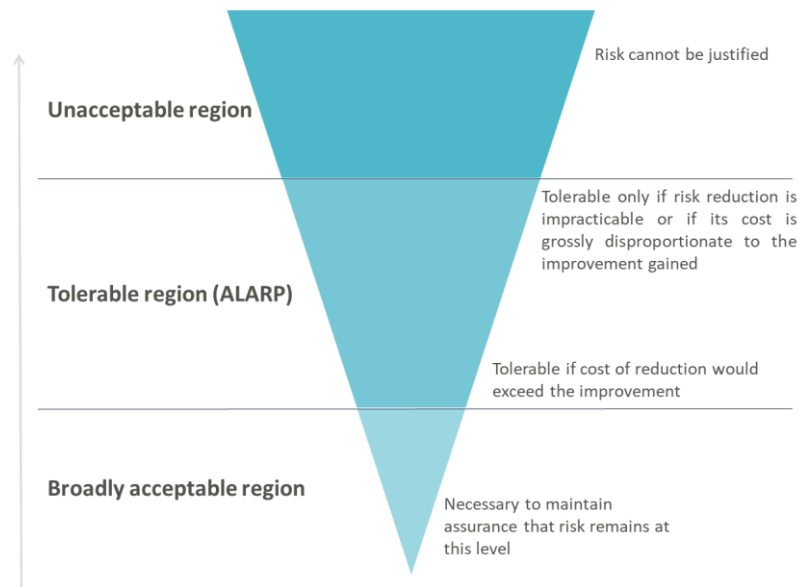 Risk cannot be justified
Unacceptable region
Tolerable only if risk reduction is
impracticable or if its cost is
grossly disproportionate to the
improvement gained
Tolerable region (ALARP)
Tolerable if cost of reduction would
exceed the improvement
Broadly acceptable region
Necessary to maintain
assurance that risk remains at
this level